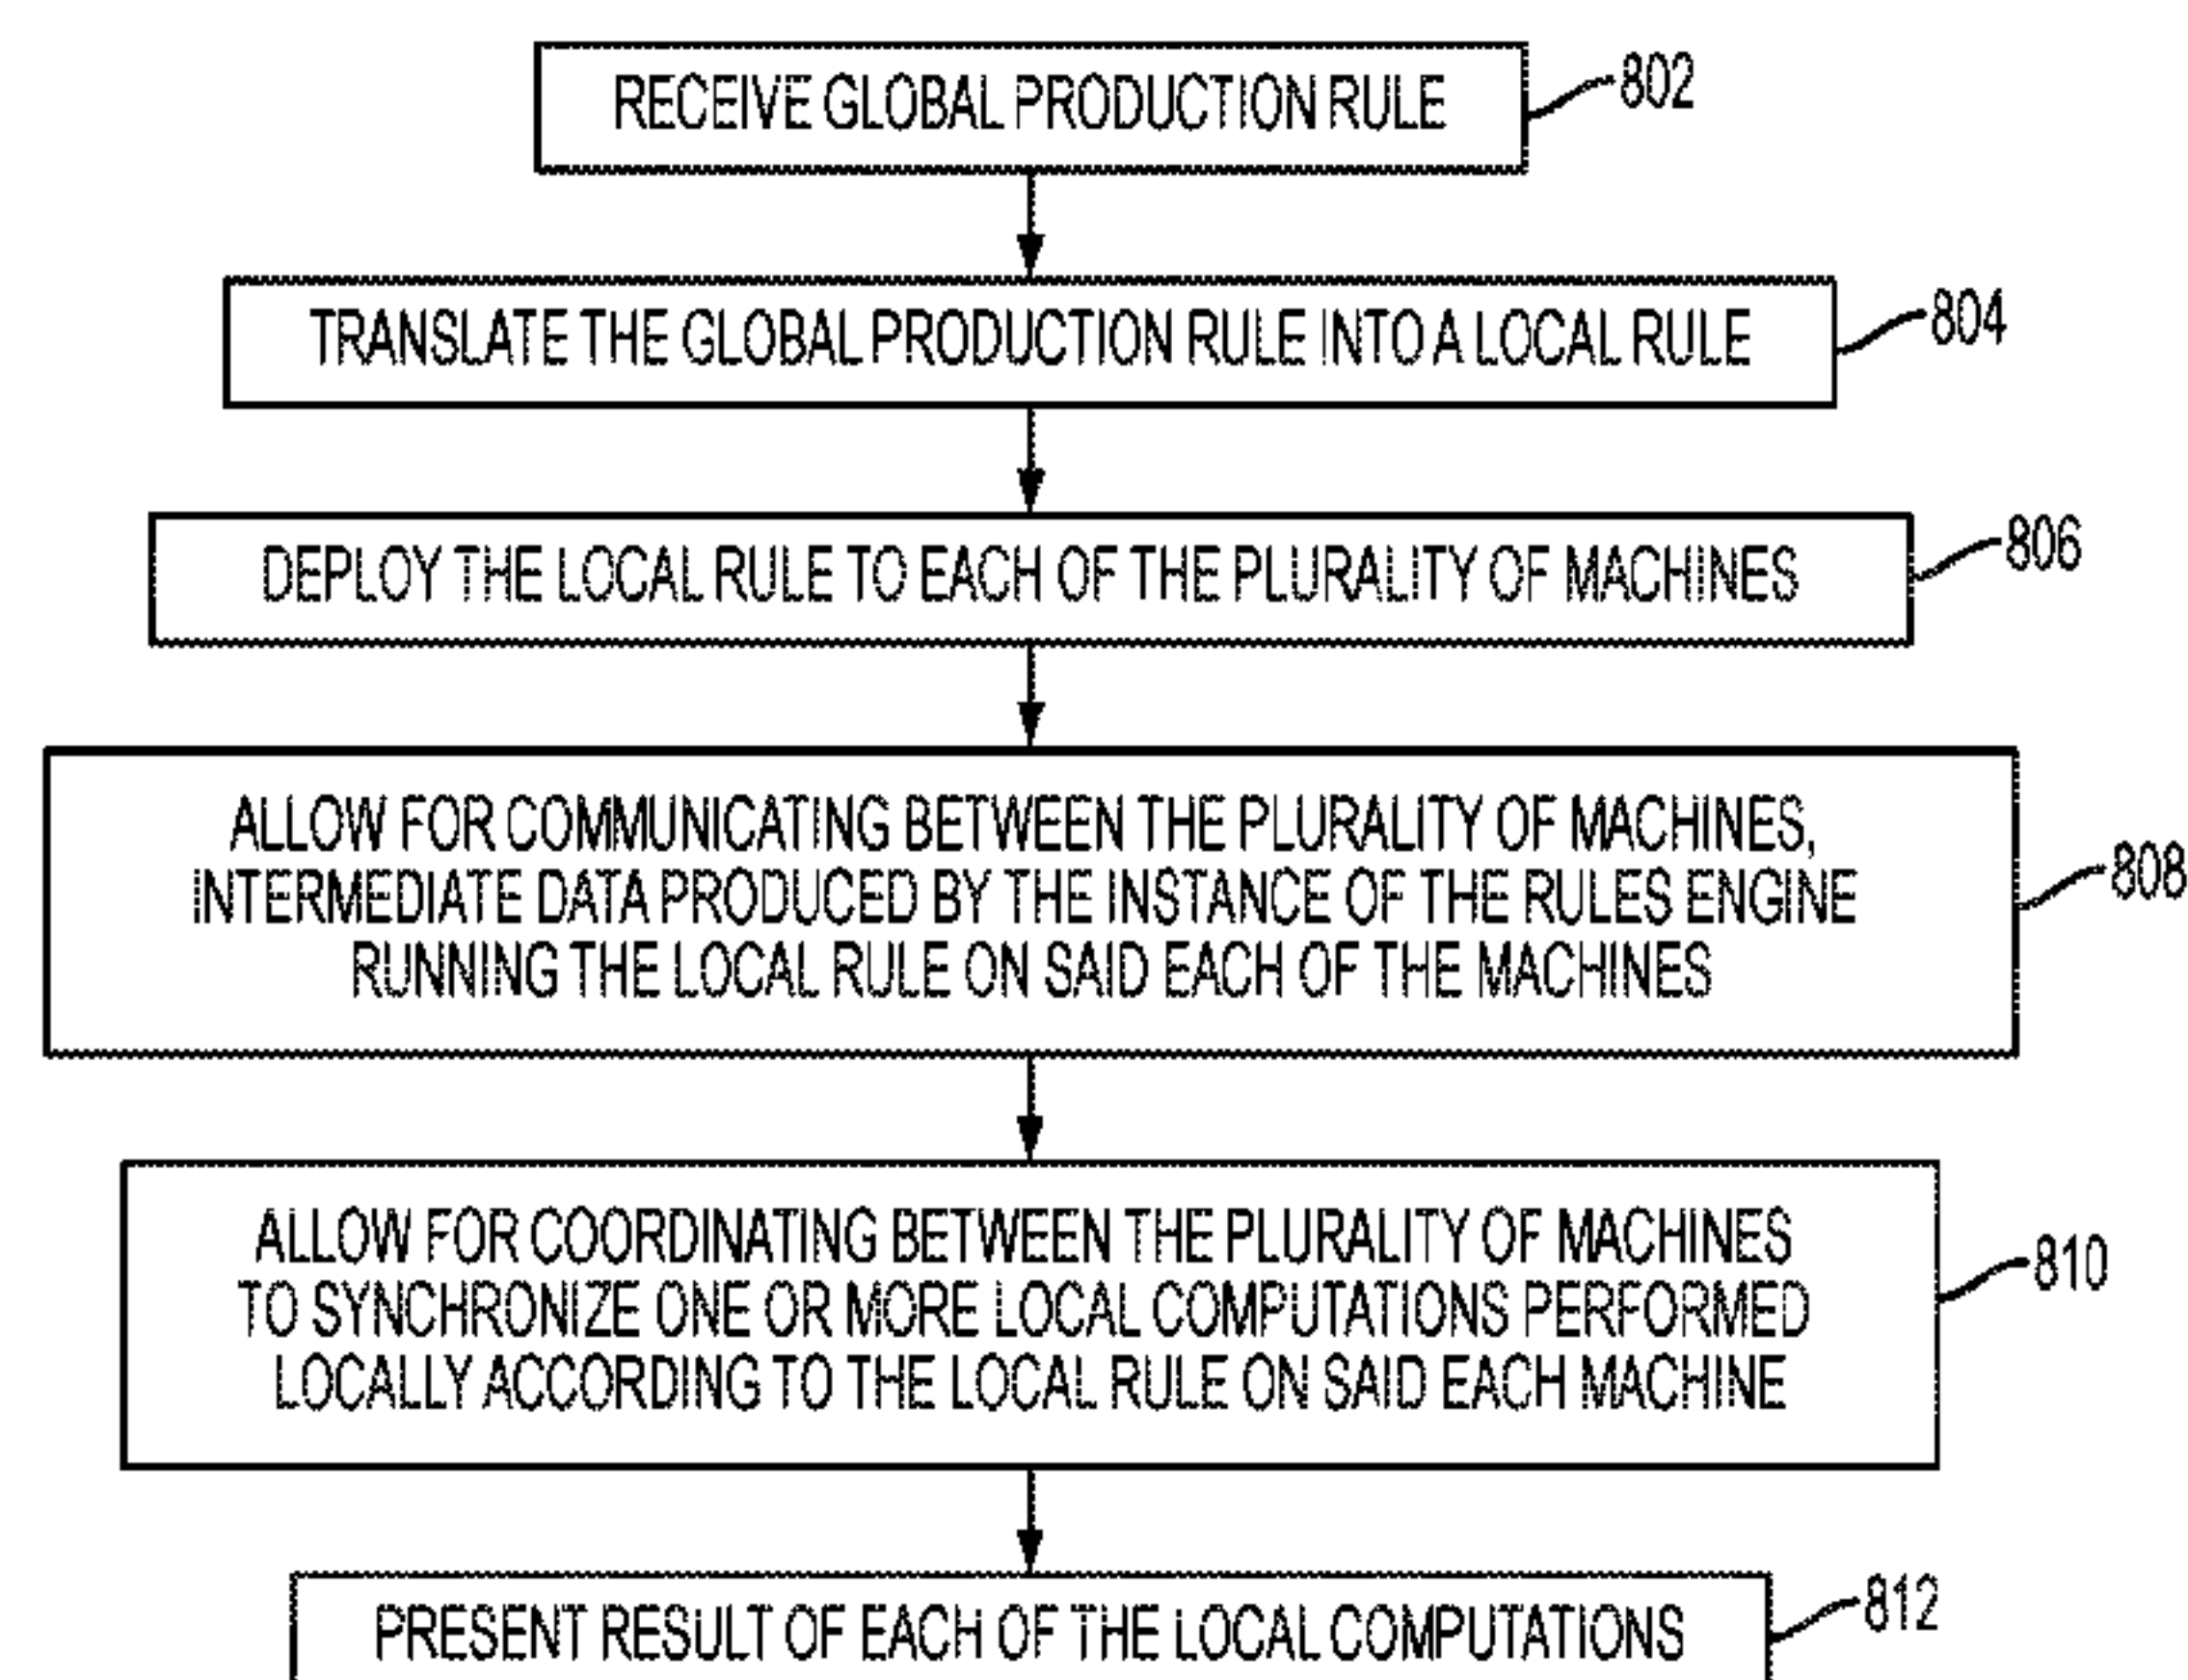 RECEIVE GLOBAL PRODUCTION RULE
802
TRANSLATE THE GLOBAL PRODUCTION RULE INTO A LOCAL RULE
804
DEPLOY THE LOCAL RULE TO EACH OF THE PLURALITY OF MACHINES
806
ALLOW FOR COMMUNICATING BETWEEN THE PLURALITY OF MACHINES,
INTERMEDIATE DATA PRODUCED BY THE INSTANCE OF THE RULES ENGINE
RUNNING THE LOCAL RULE ON SAID EACH OF THE MACHINES
808
ALLOW FOR COORDINATING BETWEEN THE PLURALITY OF MACHINES
TO SYNCHRONIZE ONE OR MORE LOCAL COMPUTATIONS PERFORMED
LOCALLY ACCORDING TO THE LOCAL RULE ON SAID EACH MACHINE
810
PRESENT RESULT OF EACH OF THE LOCAL COMPUTATIONS
812